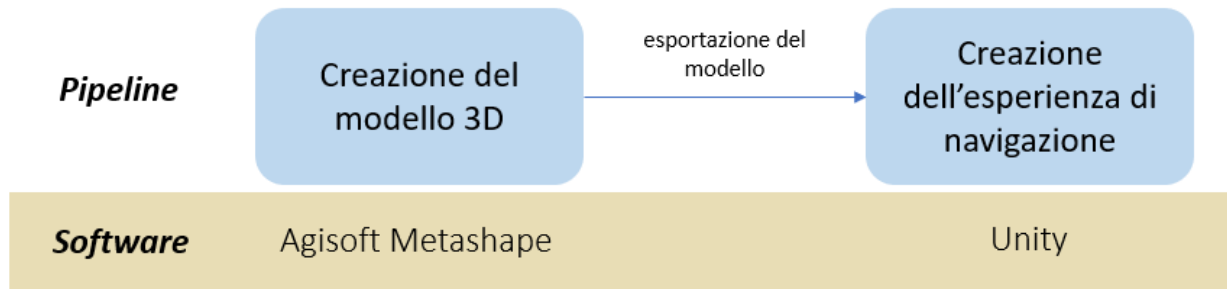 Pipeline
Creazione del
modello 3D
esportazione del
modello
Creazione
dell’esperienza di
navigazione
Software
Agisoft Metashape
Unity